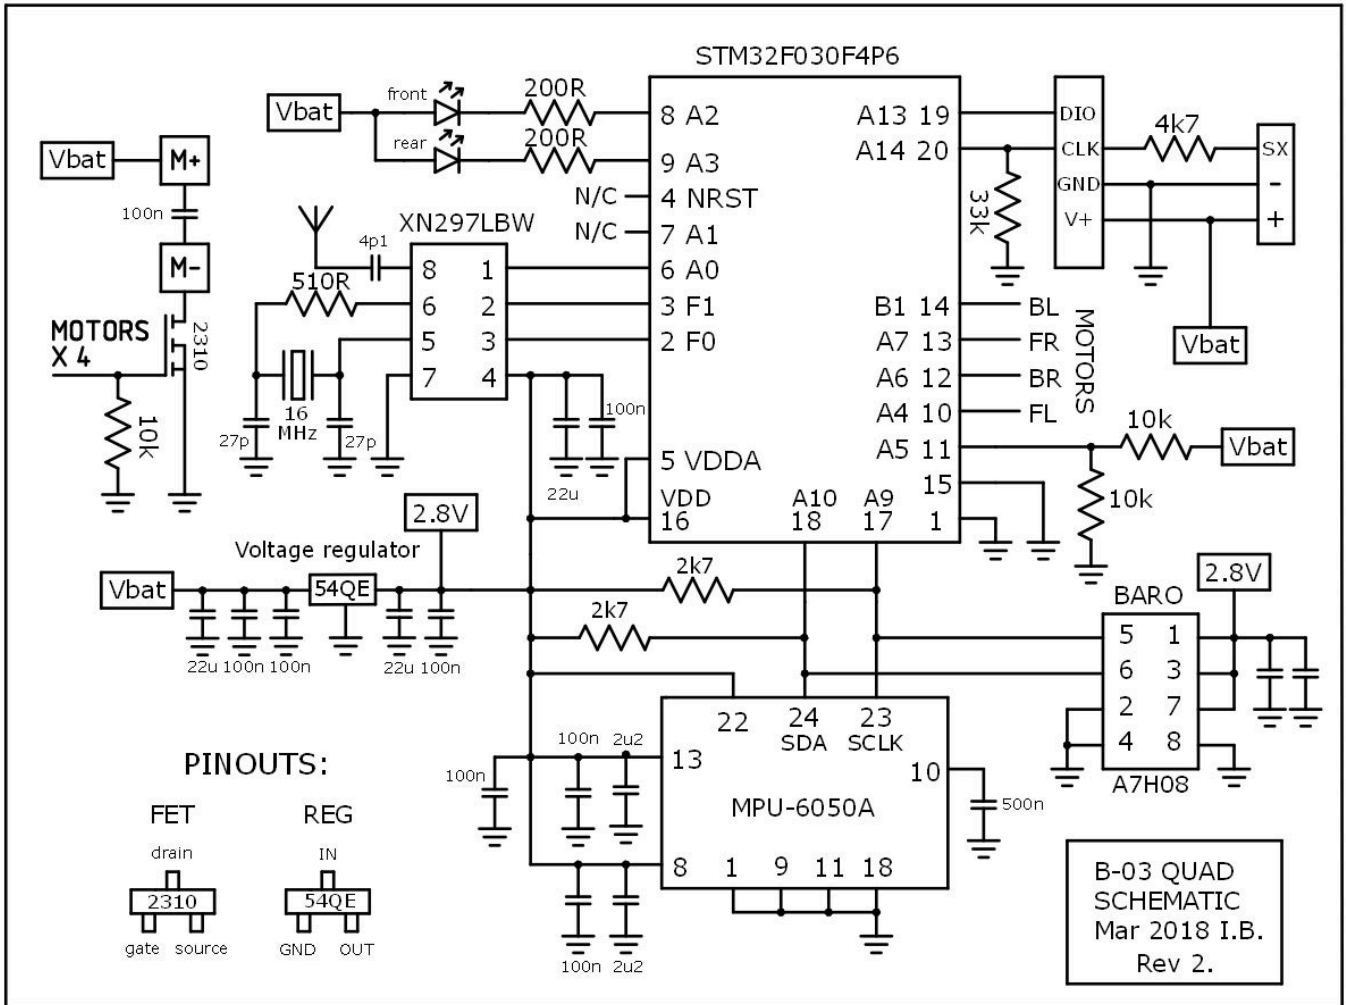 STM32F030F4P6
Vbat
front
200R
rear
200R
8 A2
9 A3
N/C
4 NRST
N/C
7 A1
6 A0
3 F1
2 F0
5 VDDA
VDD
16
A10
18
A9
17
A13 19
A14 20
B1 14
A7 13
A6 12
A4 10
A5 11
15
1
DIO
CLK
GND
V+
4k7
SX
-
+
33k
Vbat
BL
FR
BR
FL
MOTORS
10k
Vbat
10k
Vbat
M+
100n
M-
2310
MOTORS
X 4
10k
XN297LBW
4p1
510R
8 1
6 2
5 3
7 4
16
MHz
27p
27p
100n
22u
2.8V
Voltage regulator
Vbat
54QE
22u 100n 100n
22u 100n
2k7
2k7
2.8V
BARO
5 1
6 3
2 7
4 8
A7H08
22
24
SDA
23
SCLK
13
10
MPU-6050A
8
1
9
11
18
100n
100n 2u2
100n 2u2
500n
PINOUTS:
FET
REG
drain
2310
gate source
IN
54QE
GND OUT
B-03 QUAD
SCHEMATIC
Mar 2018 I.B.
Rev 2.